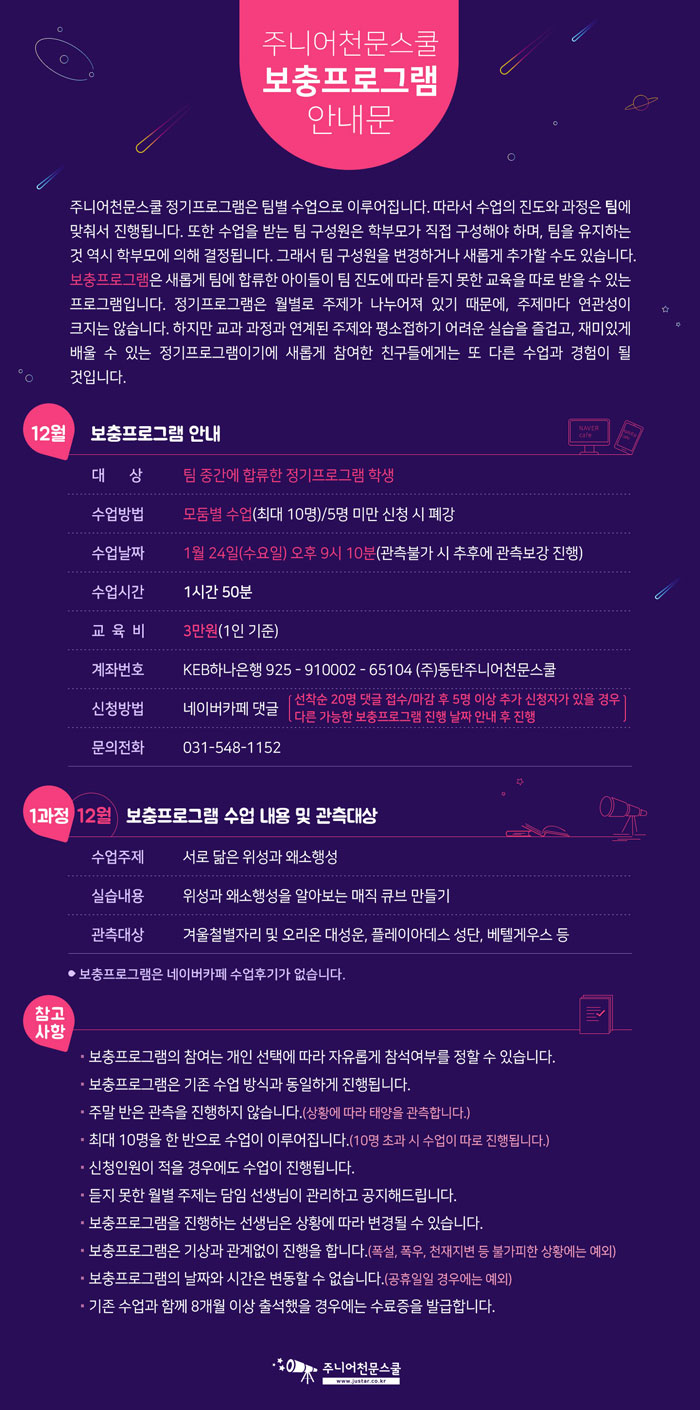 주니어천문스쿨
보충프로그램
안내문
주니어천문스쿨 정기프로그램은 팀별 수업으로 이루어집니다. 따라서 수업의 진도와 과정은 팀에
맞춰서 진행됩니다. 또한 수업을 받는 팀 구성원은 학부모가 직접 구성해야 하며, 팀을 유지하는
것 역시 학부모에 의해 결정됩니다. 그래서 팀 구성원을 변경하거나 새롭게 추가할 수도 있습니다.
보충프로그램은 새롭게 팀에 합류한 아이들이 팀 진도에 따라 듣지 못한 교육을 따로 받을 수 있는
프로그램입니다. 정기프로그램은 월별로 주제가 나누어져 있기 때문에, 주제마다 연관성이
크지는 않습니다. 하지만 교과 과정과 연계된 주제와 평소접하기 어려운 실습을 즐겁고, 재미있게
배울 수 있는 정기프로그램이기에 새롭게 참여한 친구들에게는 또 다른 수업과 경험이 될
것입니다.
12월 보충프로그램 안내
NAVER
cafe
대 상 팀 중간에 합류한 정기프로그램 학생
수업방법 모둠별 수업(최대 10명)/5명 미만 신청 시 폐강
수업날짜 1월 24일(수요일) 오후 9시 10분(관측불가 시 추후에 관측보강 진행)
수업시간 1시간 50분
교 육 비 3만원(1인 기준)
계좌번호 KEB하나은행 925 - 910002 - 65104 (주)동탄주니어천문스쿨
신청방법 네이버카페 댓글 선착순 20명 댓글 접수/마감 후 5명 이상 추가 신청자가 있을 경우
다른 가능한 보충프로그램 진행 날짜 안내 후 진행
문의전화 031-548-1152
1과정 12월 보충프로그램 수업 내용 및 관측대상
수업주제 서로 닮은 위성과 왜소행성
실습내용 위성과 왜소행성을 알아보는 매직 큐브 만들기
관측대상 겨울철별자리 및 오리온 대성운, 플레이아데스 성단, 베텔게우스 등
보충프로그램은 네이버카페 수업후기가 없습니다.
참고
사항
· 보충프로그램의 참여는 개인 선택에 따라 자유롭게 참석여부를 정할 수 있습니다.
· 보충프로그램은 기존 수업 방식과 동일하게 진행됩니다.
· 주말 반은 관측을 진행하지 않습니다.(상황에 따라 태양을 관측합니다.)
· 최대 10명을 한 반으로 수업이 이루어집니다.(10명 초과 시 수업이 따로 진행됩니다.)
· 신청인원이 적을 경우에도 수업이 진행됩니다.
· 듣지 못한 월별 주제는 담임 선생님이 관리하고 공지해드립니다.
· 보충프로그램을 진행하는 선생님은 상황에 따라 변경될 수 있습니다.
· 보충프로그램은 기상과 관계없이 진행을 합니다.(폭설, 폭우, 천재지변 등 불가피한 상황에는 예외)
· 보충프로그램의 날짜와 시간은 변동할 수 없습니다.(공휴일일 경우에는 예외)
· 기존 수업과 함께 8개월 이상 출석했을 경우에는 수료증을 발급합니다.
주니어천문스쿨
www.justar.co.kr